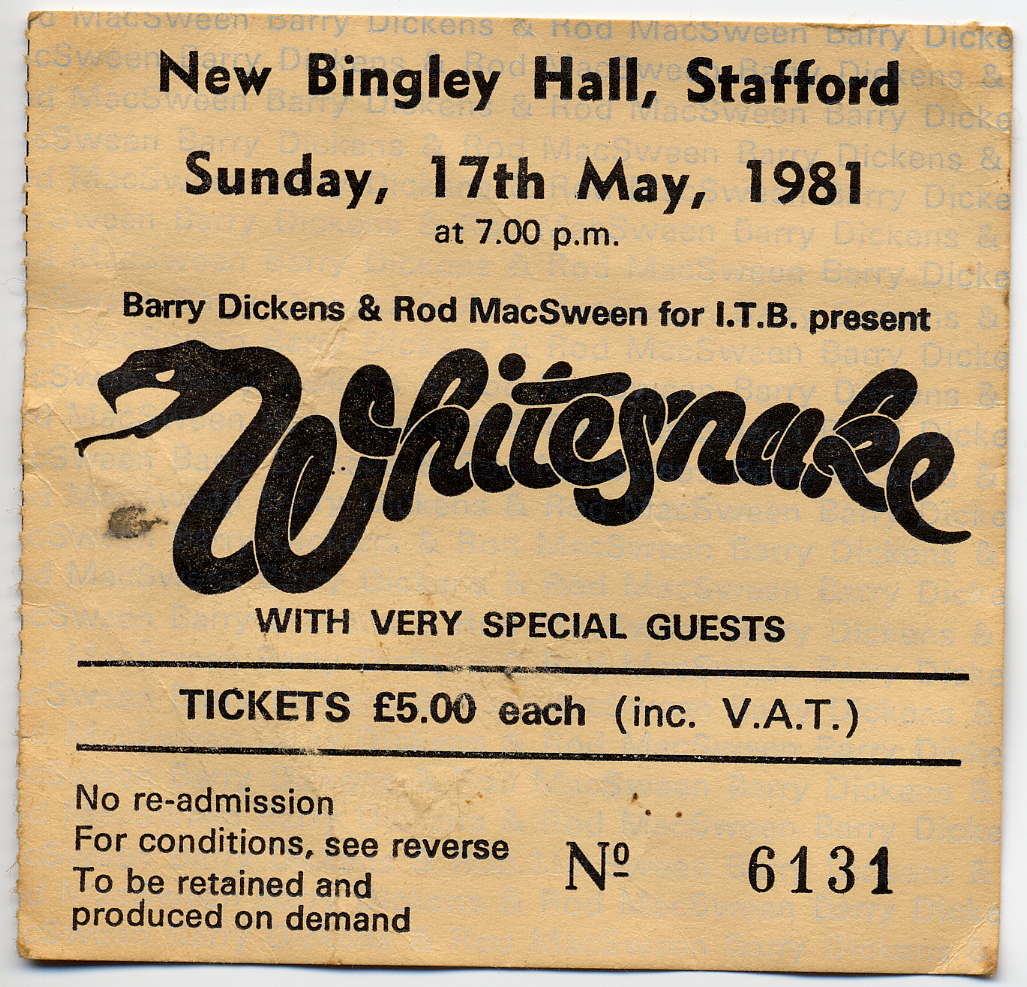 New Bingley Hall, Stafford
Sunday, 17th May, 1981
at 7.00 p.m.
Barry Dickens & Rod MacSween for I.T.B. present
Whitesnake
WITH VERY SPECIAL GUESTS
TICKETS £5.00 each (inc. V.A.T.)
No re-admission
For conditions, see reverse
To be retained and
produced on demand
Nº 6131